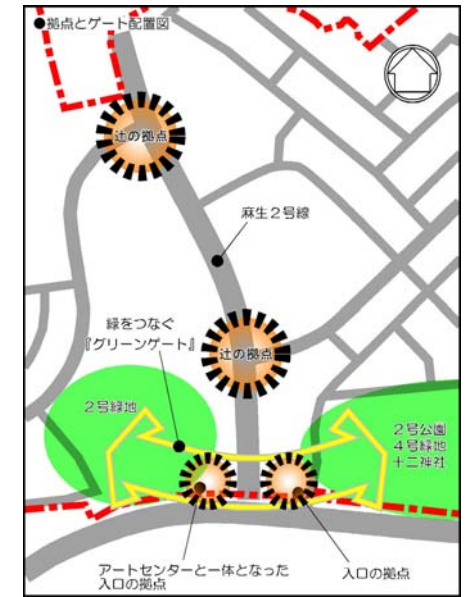 ●拠点とゲート配置図
辻の拠点
麻生２号線
緑をつなぐ
『グリーンゲート』
辻の拠点
２号緑地
２号公園
４号緑地
十二神社
アートセンターと一体となった
入口の拠点
入口の拠点